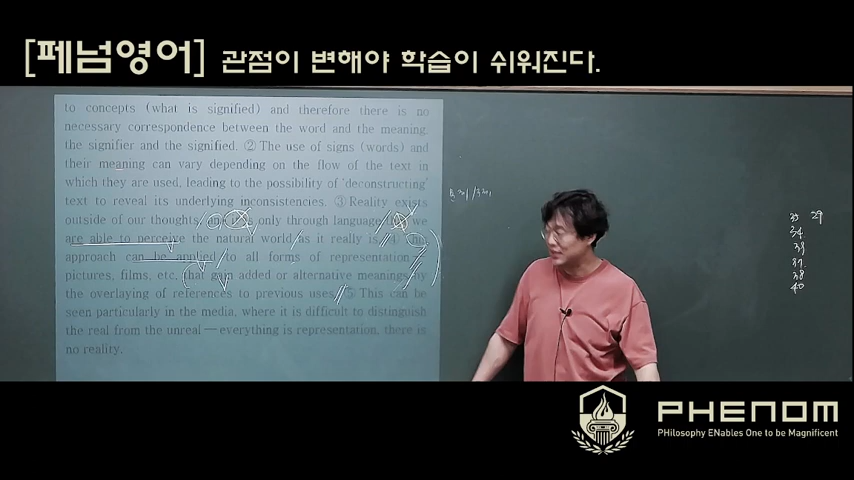 [페넘영어] 관점이 변해야 학습이 쉬워진다.
to concepts (what is signified) and therefore there is no
necessary correspondence between the word and the meaning,
the signifier and the signified. ② The use of signs (words) and
their meaning can vary depending on the flow of the text in
which they are used, leading to the possibility of 'deconstructing'
text to reveal its underlying inconsistencies. ③ Reality exists
outside of our thoughts, and it is only through language that we
are able to perceive the natural world as it really is. ④ This
approach can be applied to all forms of representation —
pictures, films, etc. that gain added or alternative meanings by
the overlaying of references to previous uses. ⑤ This can be
seen particularly in the media, where it is difficult to distinguish
the real from the unreal — everything is representation, there is
no reality.
29
34
37
38
40
PHENOM
PHilosophy ENables One to be Magnificent